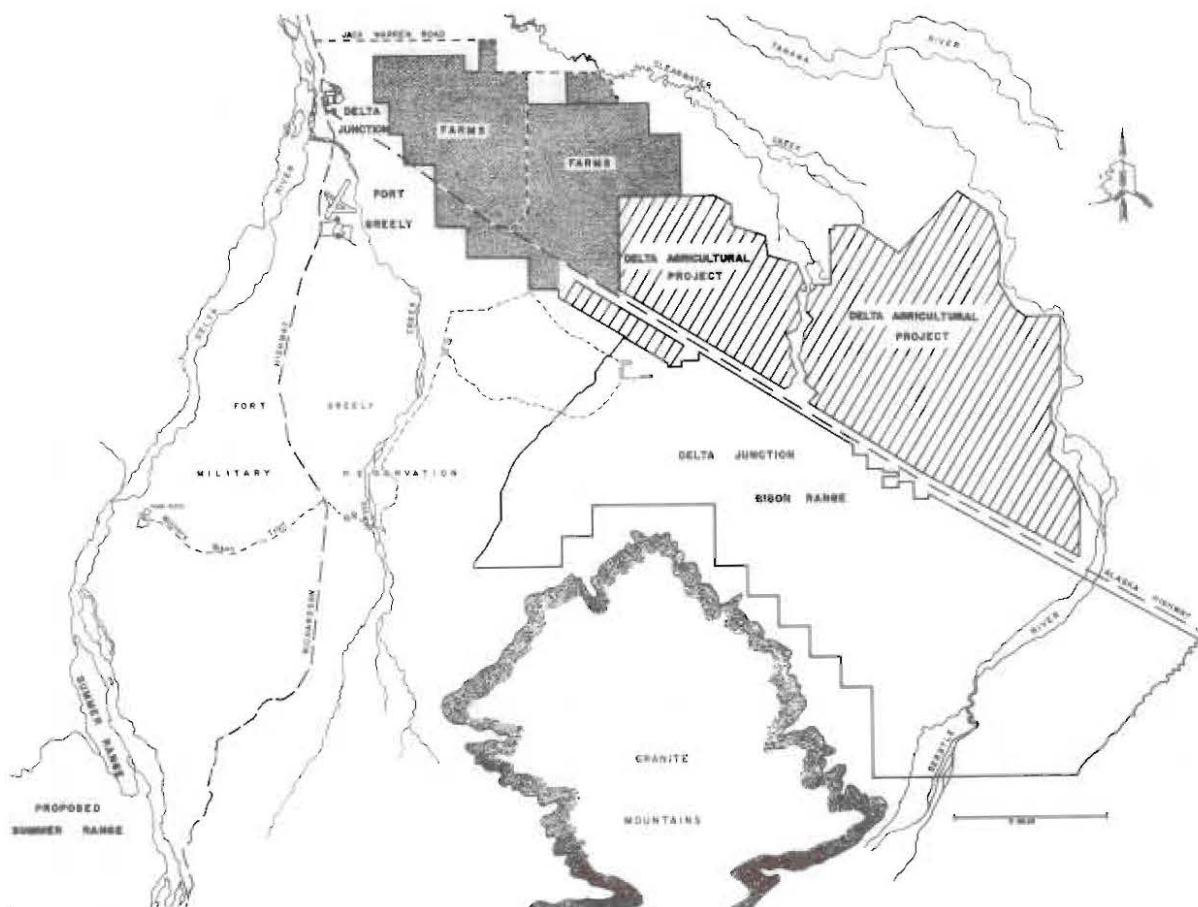 JACK WARREN ROAD
TANANA
RIVER
CLEARWATER
CREEK
DELTA
JUNCTION
FARMS
FARMS
FORT
GREELY
RIVER
DELTA
HIGHWAY
CREEK
DELTA AGRICULTURAL
PROJECT
DELTA AGRICULTURAL
PROJECT
FORT GREELY
MILITARY RESERVATION
DELTA JUNCTION
BISON RANGE
ALASKA HIGHWAY
RIVER
RICHARDSON
SUMMER RANGE
GERSTLE
GRANITE
MOUNTAINS
PROPOSED
SUMMER RANGE